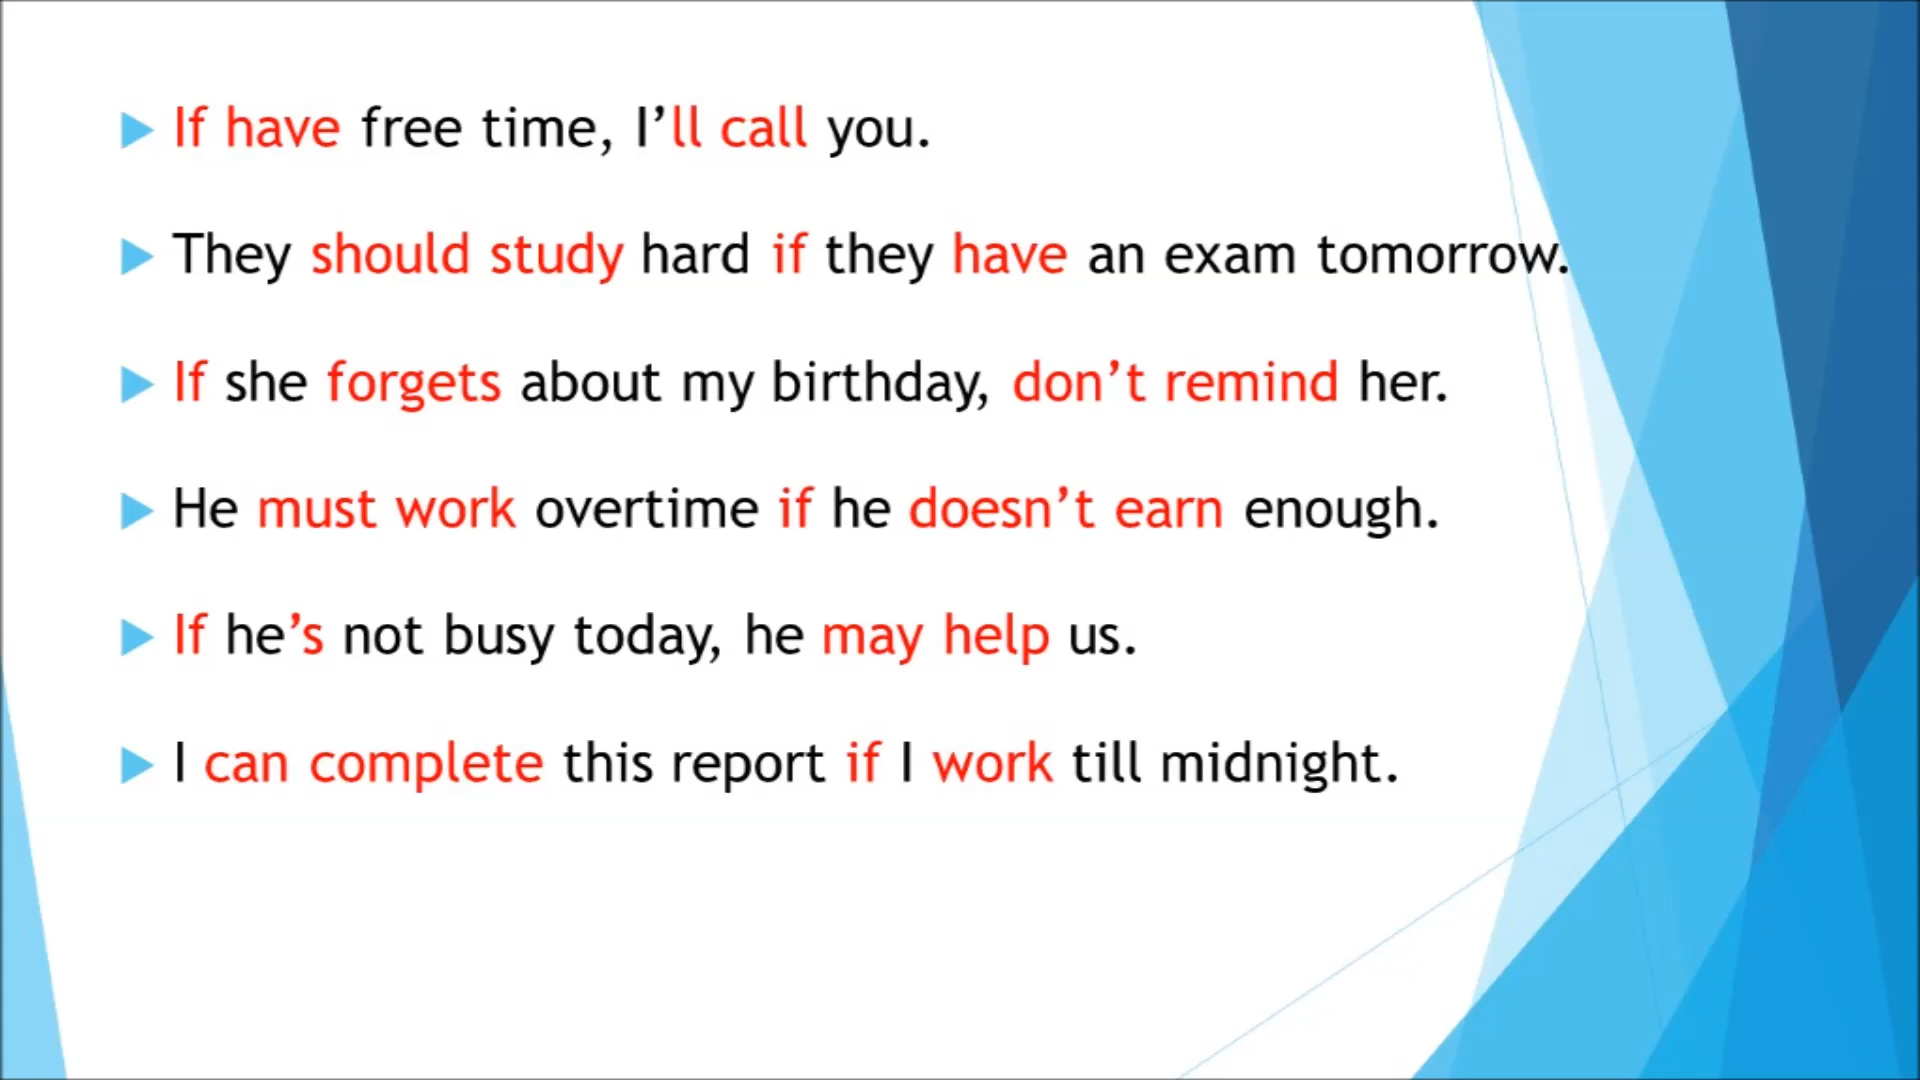 If have free time, I’ll call you.
They should study hard if they have an exam tomorrow.
If she forgets about my birthday, don’t remind her.
He must work overtime if he doesn’t earn enough.
If he’s not busy today, he may help us.
I can complete this report if I work till midnight.